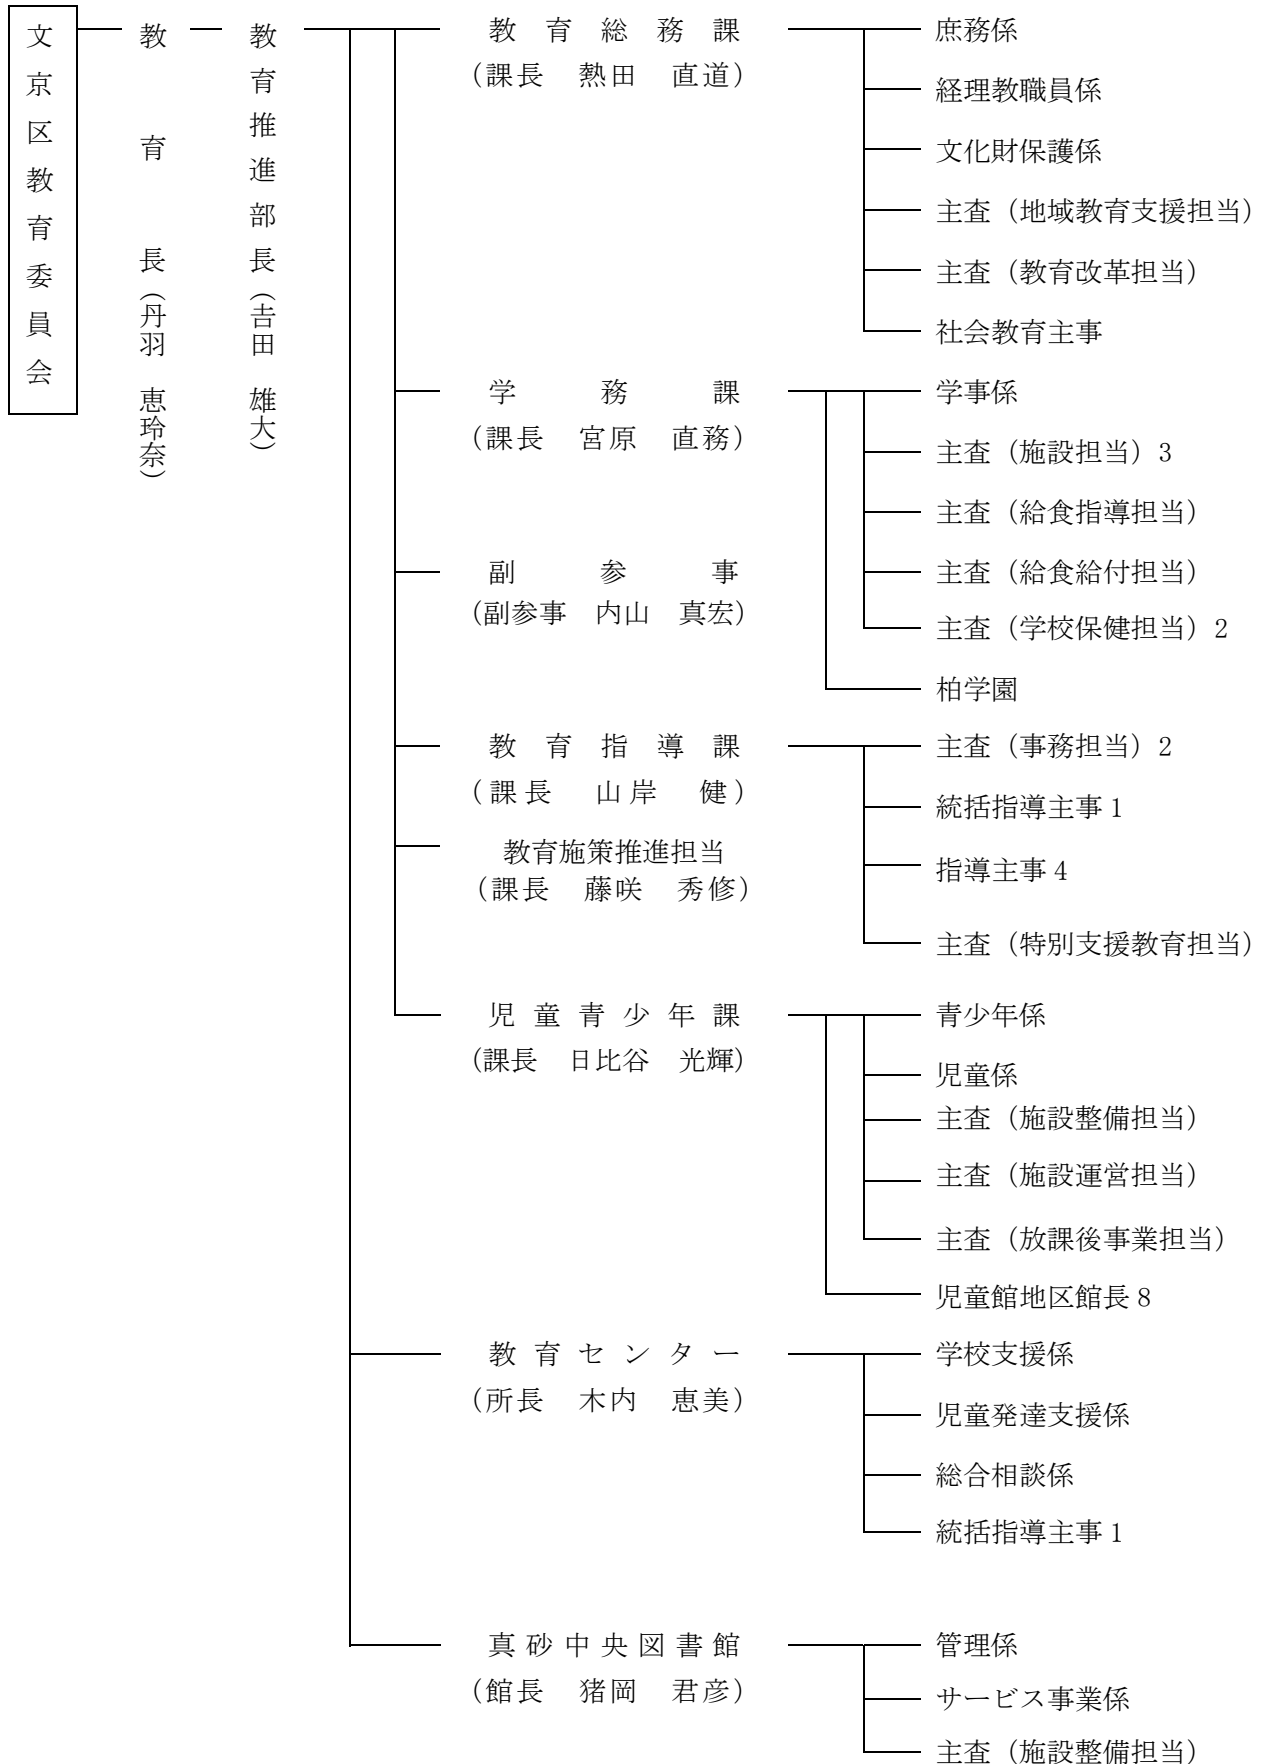 文京区教育委員会
教育長(丹羽 恵玲奈)
教育推進部長(吉田 雄大)
教育総務課
(課長 熱田 直道)
庶務係
経理教職員係
文化財保護係
主査(地域教育支援担当)
主査(教育改革担当)
社会教育主事
学務課
(課長 宮原 直務)
学事係
主査(施設担当)3
主査(給食指導担当)
主査(給食給付担当)
主査(学校保健担当)2
柏学園
副参事
(副参事 内山 真宏)
教育指導課
(課長 山岸 健)
主査(事務担当)2
統括指導主事1
指導主事4
主査(特別支援教育担当)
教育施策推進担当
(課長 藤咲 秀修)
児童青少年課
(課長 日比谷 光輝)
青少年係
児童係
主査(施設整備担当)
主査(施設運営担当)
主査(放課後事業担当)
児童館地区館長8
教育センター
(所長 木内 恵美)
学校支援係
児童発達支援係
総合相談係
統括指導主事1
真砂中央図書館
(館長 猪岡 君彦)
管理係
サービス事業係
主査(施設整備担当)